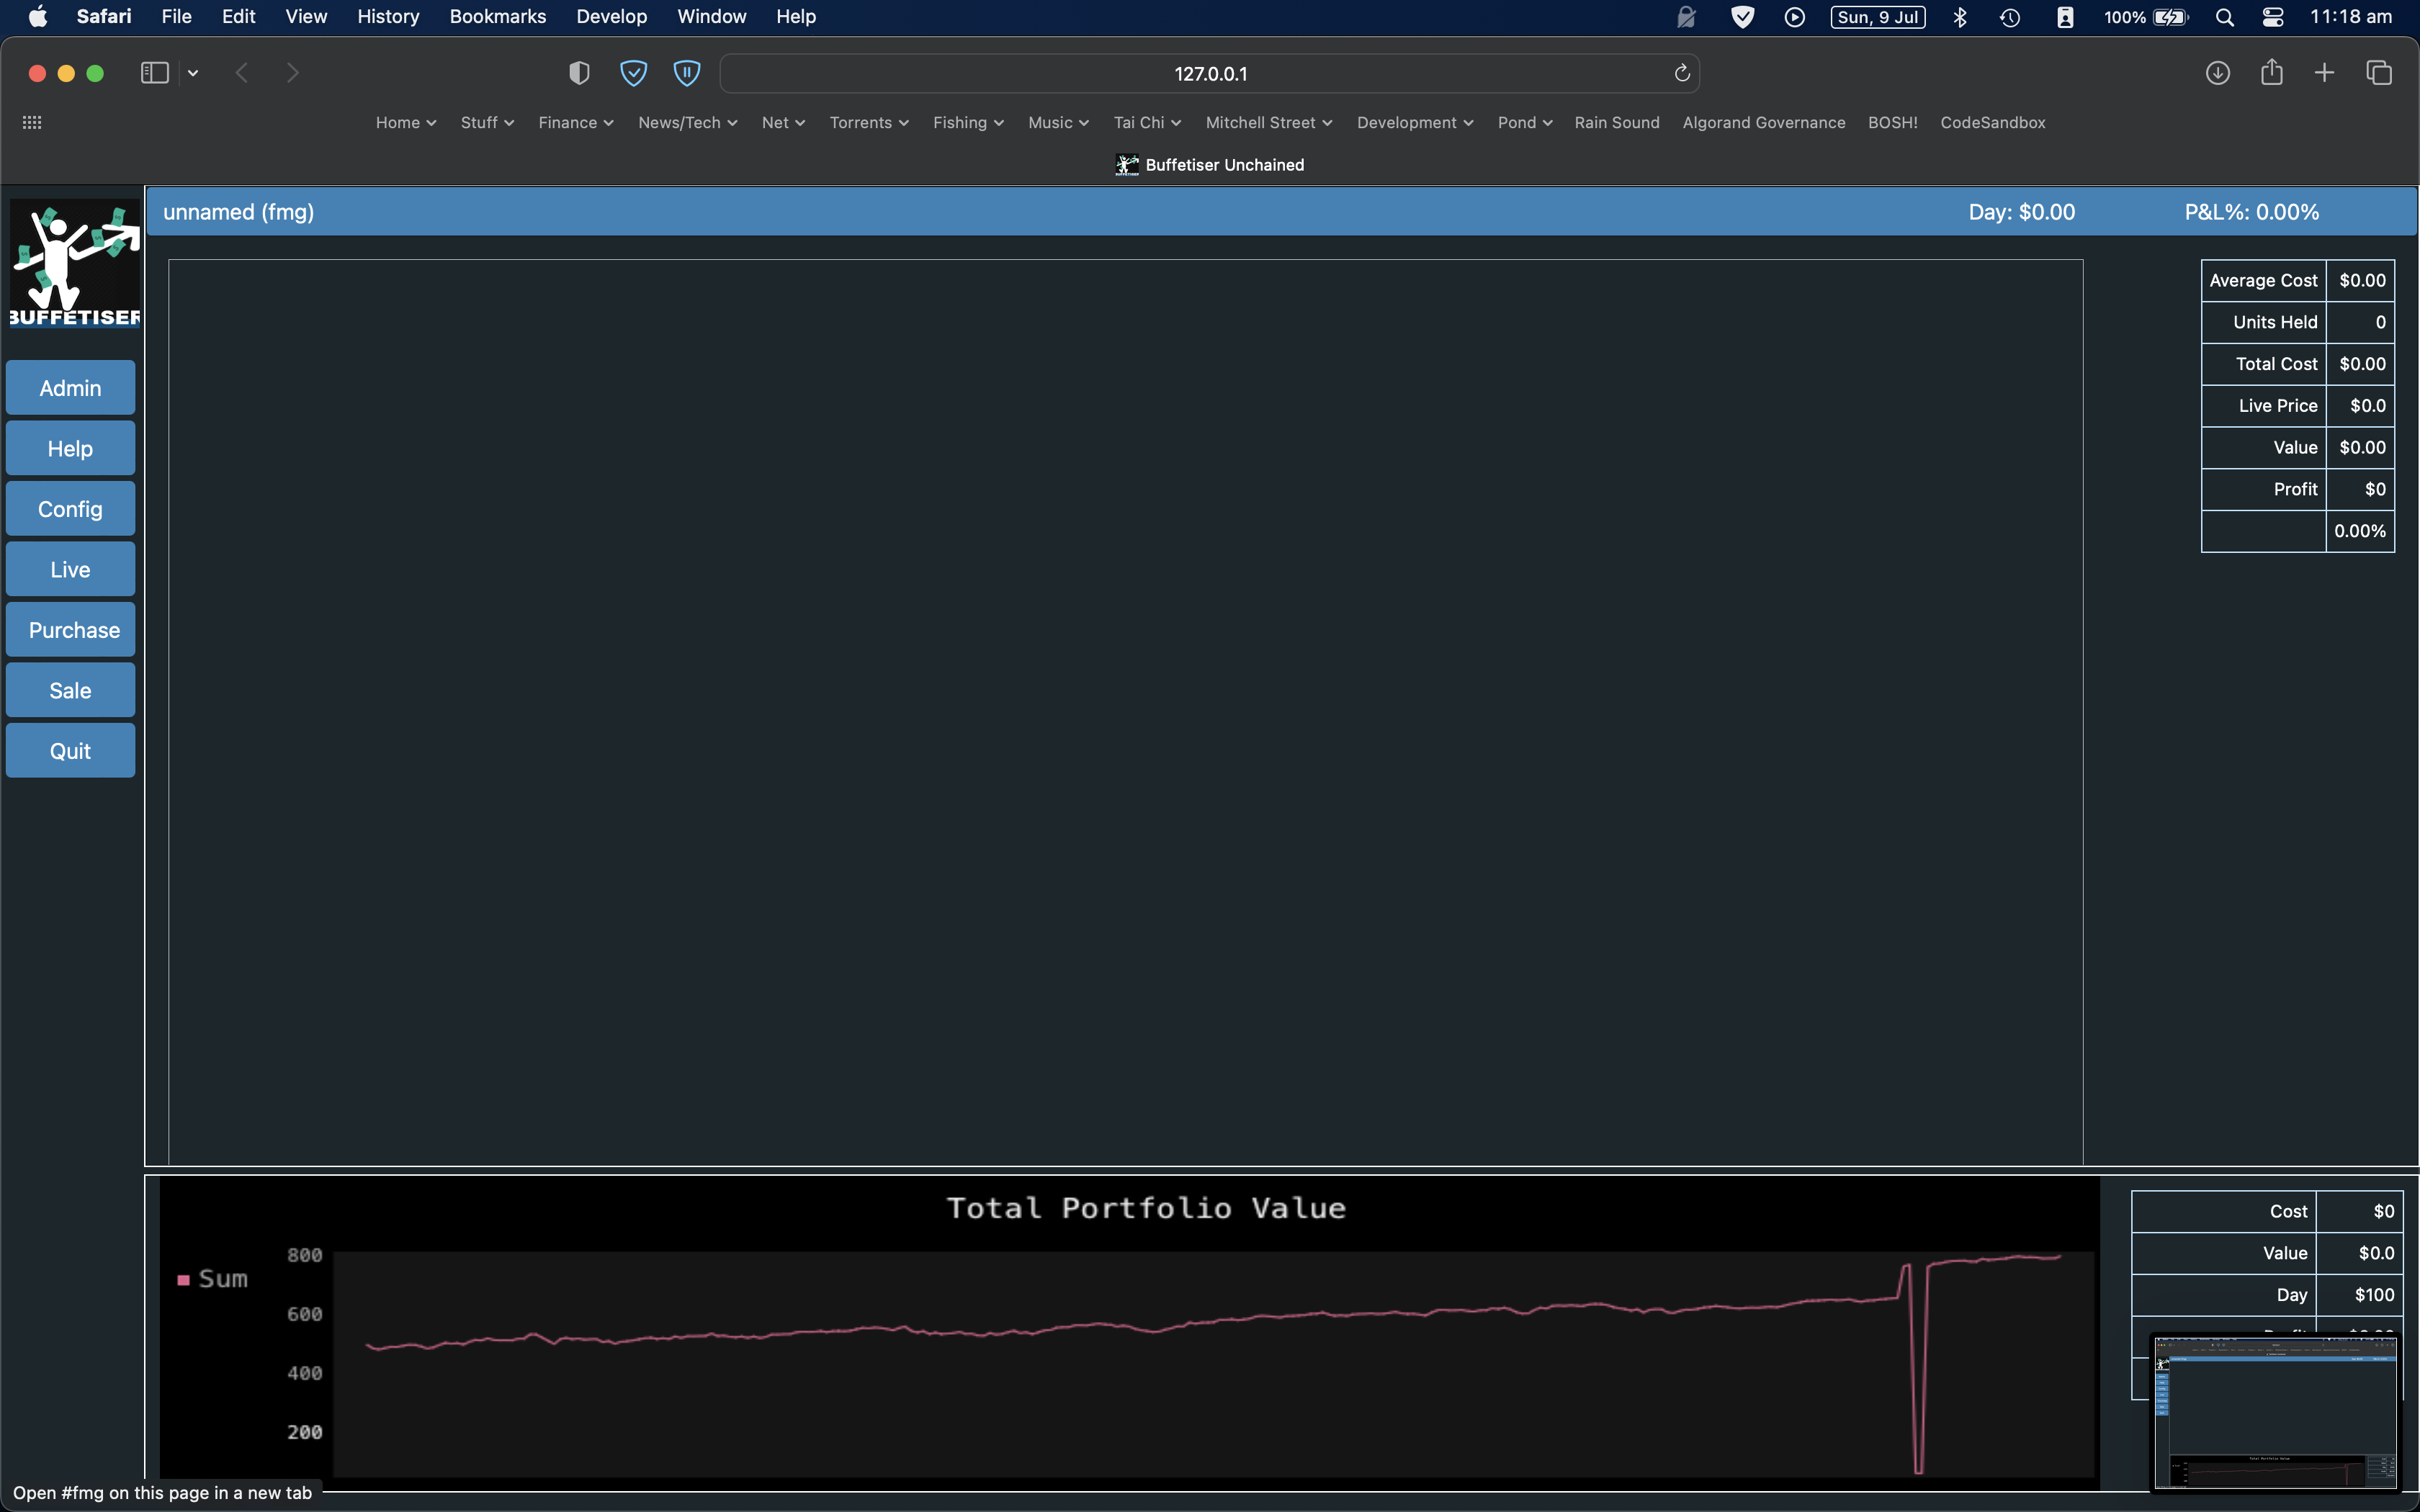 Safari File Edit View History Bookmarks Develop Window Help Sun, 9 Jul 100% 11:18 am
127.0.0.1
Home Stuff Finance News/Tech Net Torrents Fishing Music Tai Chi Mitchell Street Development Pond Rain Sound Algorand Governance BOSH! CodeSandbox
Buffetiser Unchained
unnamed (fmg) Day: $0.00 P&L%: 0.00%
BUFFETISER
Admin
Help
Config
Live
Purchase
Sale
Quit
Average Cost $0.00
Units Held 0
Total Cost $0.00
Live Price $0.0
Value $0.00
Profit $0
0.00%
Total Portfolio Value
Sum
800
600
400
200
Cost $0
Value $0.0
Day $100
Open #fmg on this page in a new tab